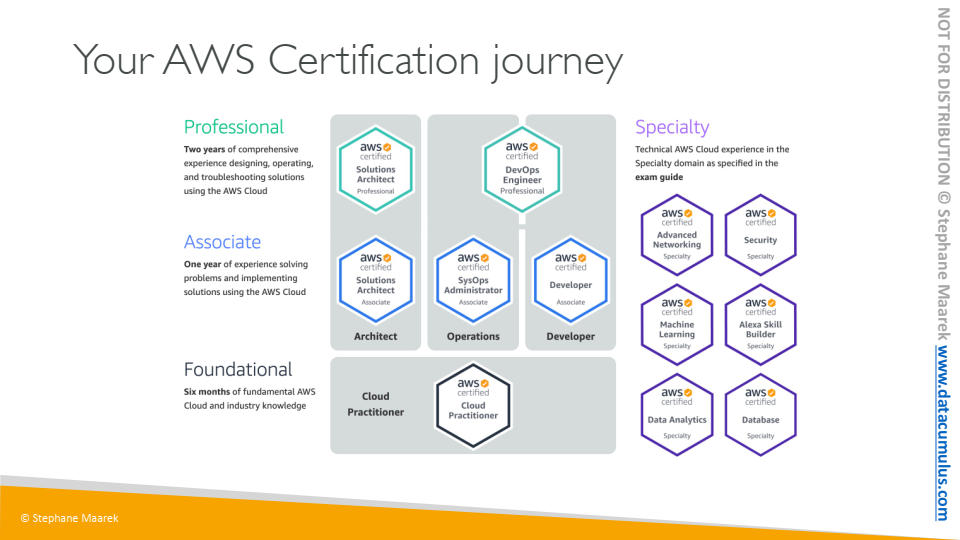 Your AWS Certification journey
Professional
Two years of comprehensive
experience designing, operating,
and troubleshooting solutions
using the AWS Cloud
aws
certified
Solutions
Architect
Professional
aws
certified
DevOps
Engineer
Professional
Associate
One year of experience solving
problems and implementing
solutions using the AWS Cloud
aws
certified
Solutions
Architect
Associate
aws
certified
SysOps
Administrator
Associate
aws
certified
Developer
Associate
Architect
Operations
Developer
Foundational
Six months of fundamental AWS
Cloud and industry knowledge
Cloud
Practitioner
aws
certified
Cloud
Practitioner
Specialty
Technical AWS Cloud experience in the
Specialty domain as specified in the
exam guide
aws
certified
Advanced
Networking
Specialty
aws
certified
Security
Specialty
aws
certified
Machine
Learning
Specialty
aws
certified
Alexa Skill
Builder
Specialty
aws
certified
Data Analytics
Specialty
aws
certified
Database
Specialty
© Stephane Maarek
NOT FOR DISTRIBUTION © Stephane Maarek www.datacumulus.com